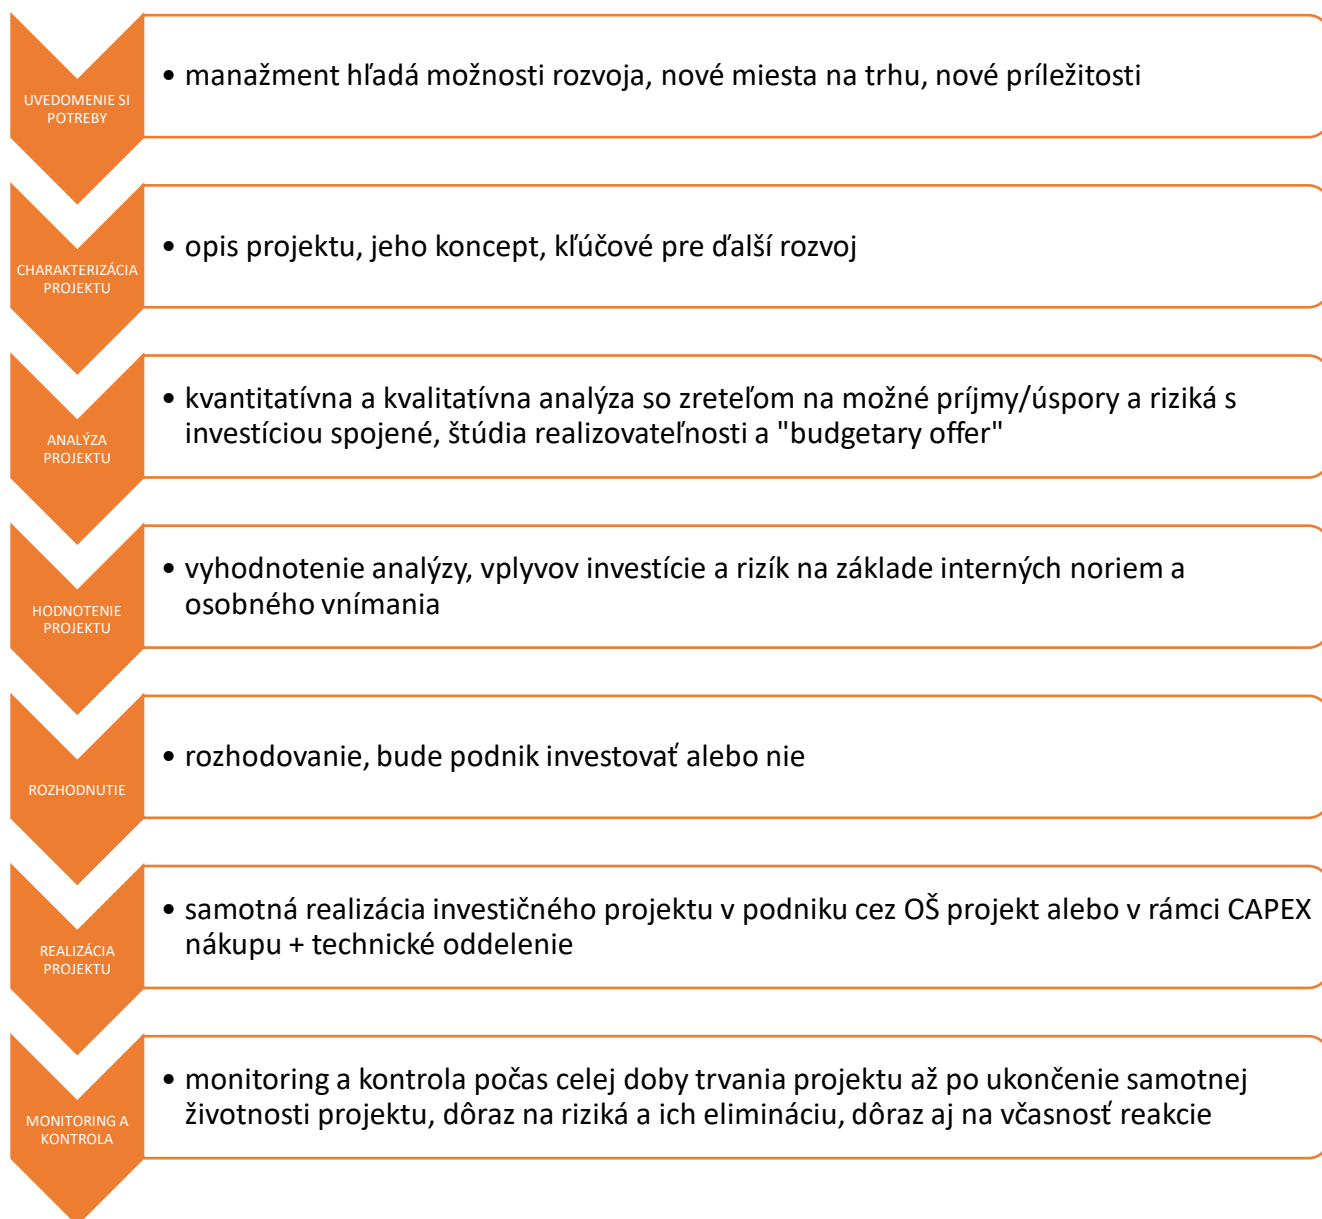 UVEDOMENIE SI
POTREBY
• manažment hľadá možnosti rozvoja, nové miesta na trhu, nové príležitosti
CHARAKTERIZÁCIA
PROJEKTU
• opis projektu, jeho koncept, kľúčové pre ďalší rozvoj
ANALÝZA
PROJEKTU
• kvantitatívna a kvalitatívna analýza so zreteľom na možné príjmy/úspory a riziká s
investíciou spojené, štúdia realizovateľnosti a "budgetary offer"
HODNOTENIE
PROJEKTU
• vyhodnotenie analýzy, vplyvov investície a rizík na základe interných noriem a
osobného vnímania
ROZHODNUTIE
• rozhodovanie, bude podnik investovať alebo nie
REALIZÁCIA
PROJEKTU
• samotná realizácia investičného projektu v podniku cez OŠ projekt alebo v rámci CAPEX
nákupu + technické oddelenie
MONITORING A
KONTROLA
• monitoring a kontrola počas celej doby trvania projektu až po ukončenie samotnej
životnosti projektu, dôraz na riziká a ich elimináciu, dôraz aj na včasnosť reakcie